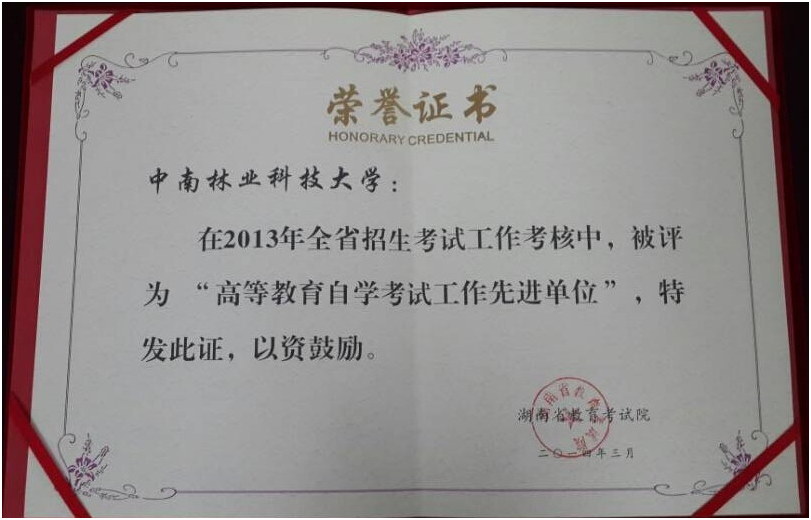 荣誉证书
HONORARY CREDENTIAL
中南林业科技大学：
在2013年全省招生考试工作考核中，被评
为 “高等教育自学考试工作先进单位”，特
发此证，以资鼓励。
湖南省教育考试院
二〇一四年三月